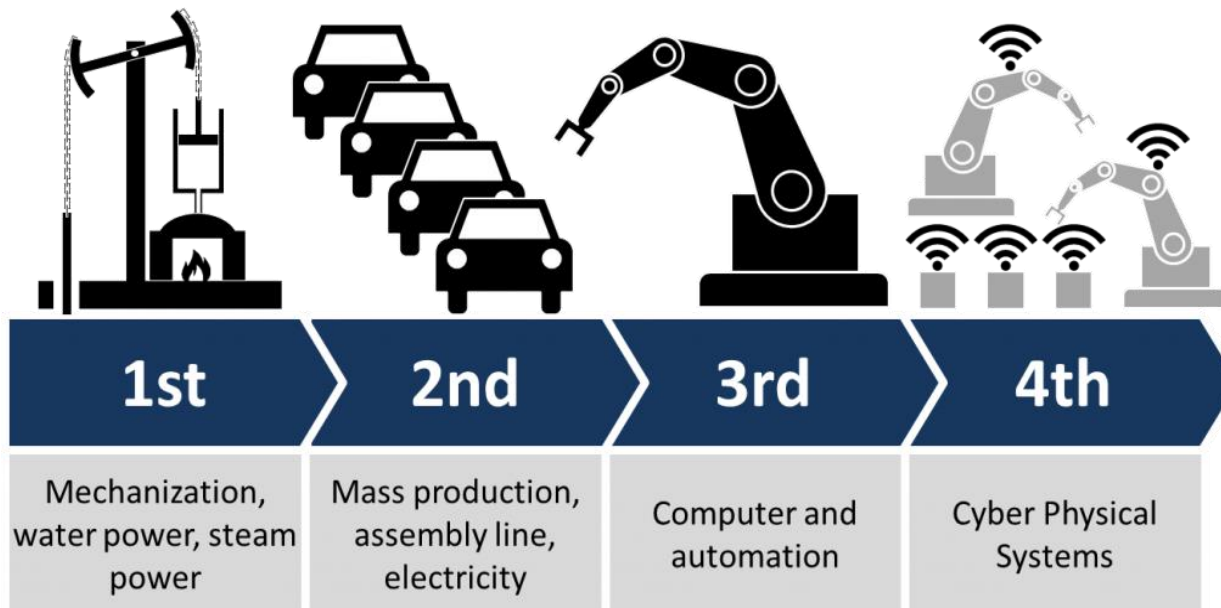 1st
2nd
3rd
4th
Mechanization,
water power, steam
power
Mass production,
assembly line,
electricity
Computer and
automation
Cyber Physical
Systems